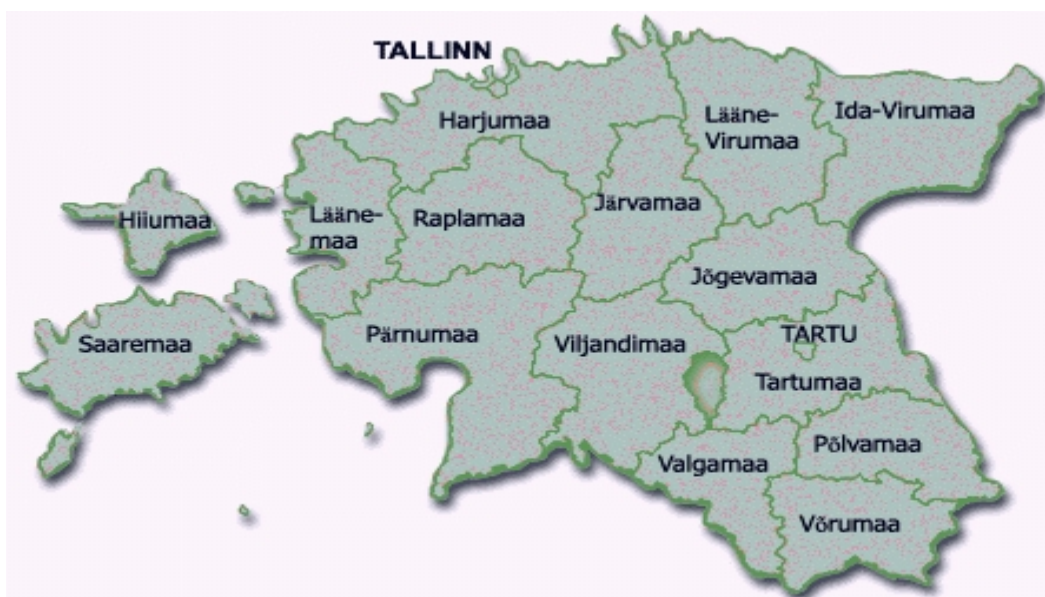 TALLINN
Harjumaa
Lääne-
Virumaa
Ida-Virumaa
Hiiumaa
Lääne-
maa
Raplamaa
Järvamaa
Jõgevamaa
Saaremaa
Pärnumaa
Viljandimaa
TARTU
Tartumaa
Valgamaa
Põlvamaa
Võrumaa